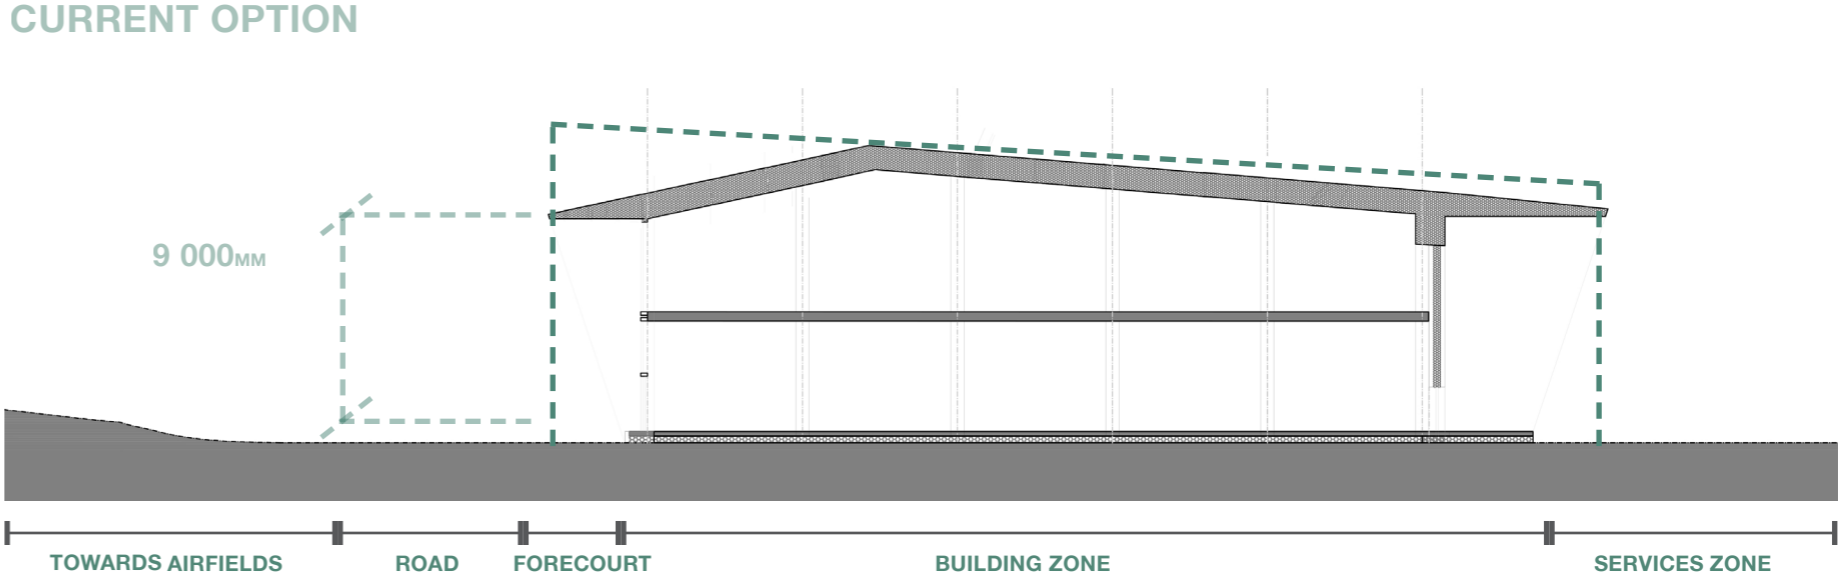 CURRENT OPTION
9 000MM
TOWARDS AIRFIELDS
ROAD
FORECOURT
BUILDING ZONE
SERVICES ZONE